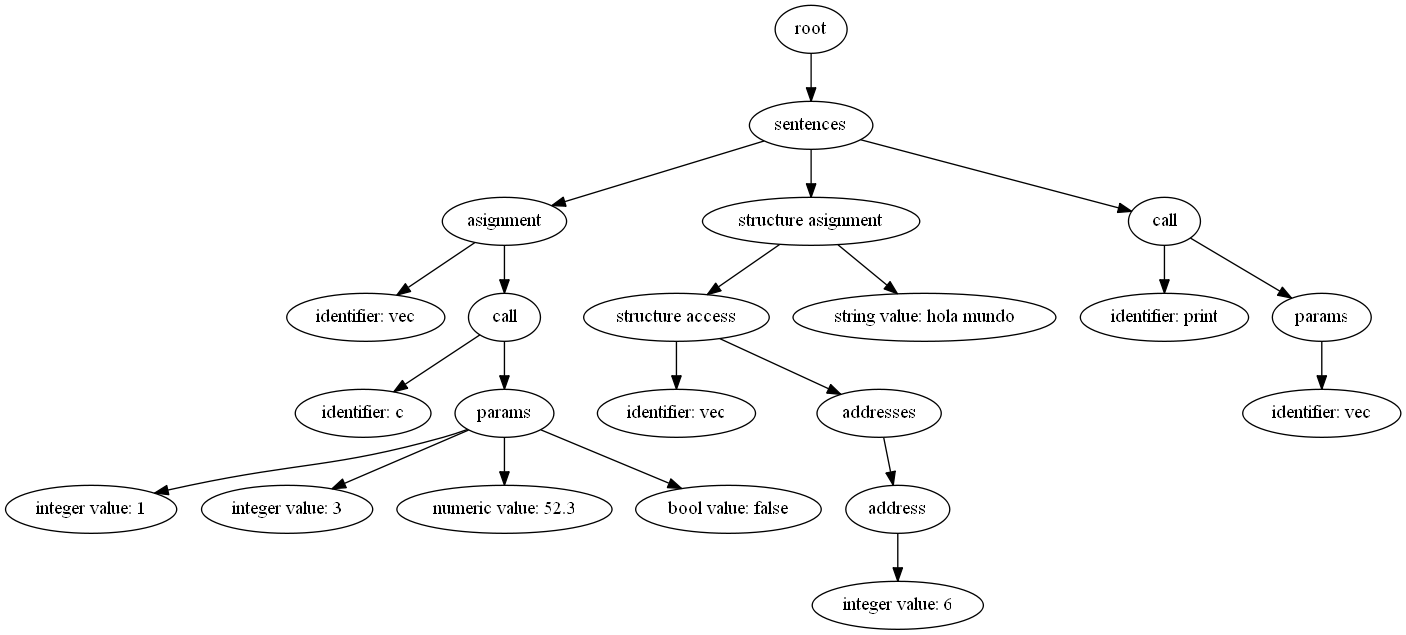 root
sentences
asignment
structure asignment
call
identifier: vec
call
structure access
string value: hola mundo
identifier: print
params
identifier: c
params
identifier: vec
addresses
identifier: vec
integer value: 1
integer value: 3
numeric value: 52.3
bool value: false
address
integer value: 6